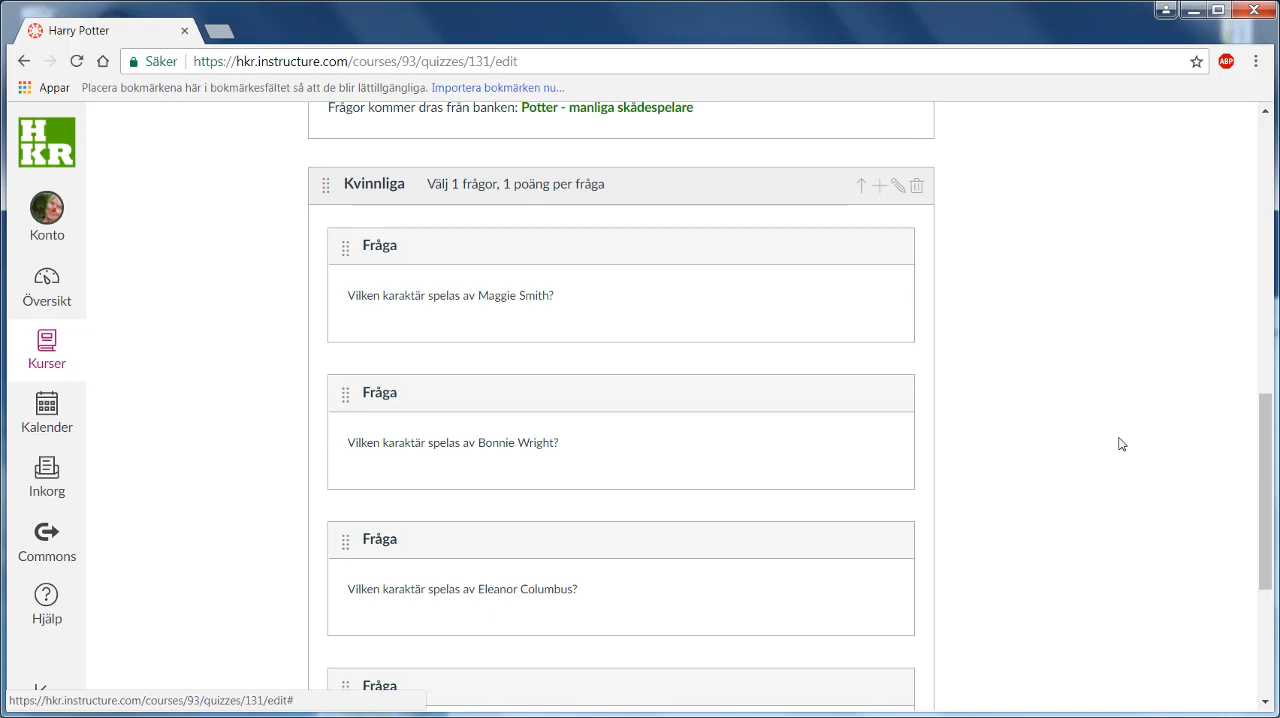 Harry Potter
Säker
https://hkr.instructure.com/courses/93/quizzes/131/edit
ABP
Appar
Placera bokmärkena här i bokmärkesfältet så att de blir lättillgängliga. Importera bokmärken nu...
HKR
Konto
Översikt
Kurser
Kalender
Inkorg
Commons
Hjälp
Frågor kommer dras från banken: Potter - manliga skådespelare
Kvinnliga Välj 1 frågor, 1 poäng per fråga
Fråga
Vilken karaktär spelas av Maggie Smith?
Fråga
Vilken karaktär spelas av Bonnie Wright?
Fråga
Vilken karaktär spelas av Eleanor Columbus?
Fråga
https://hkr.instructure.com/courses/93/quizzes/131/edit#